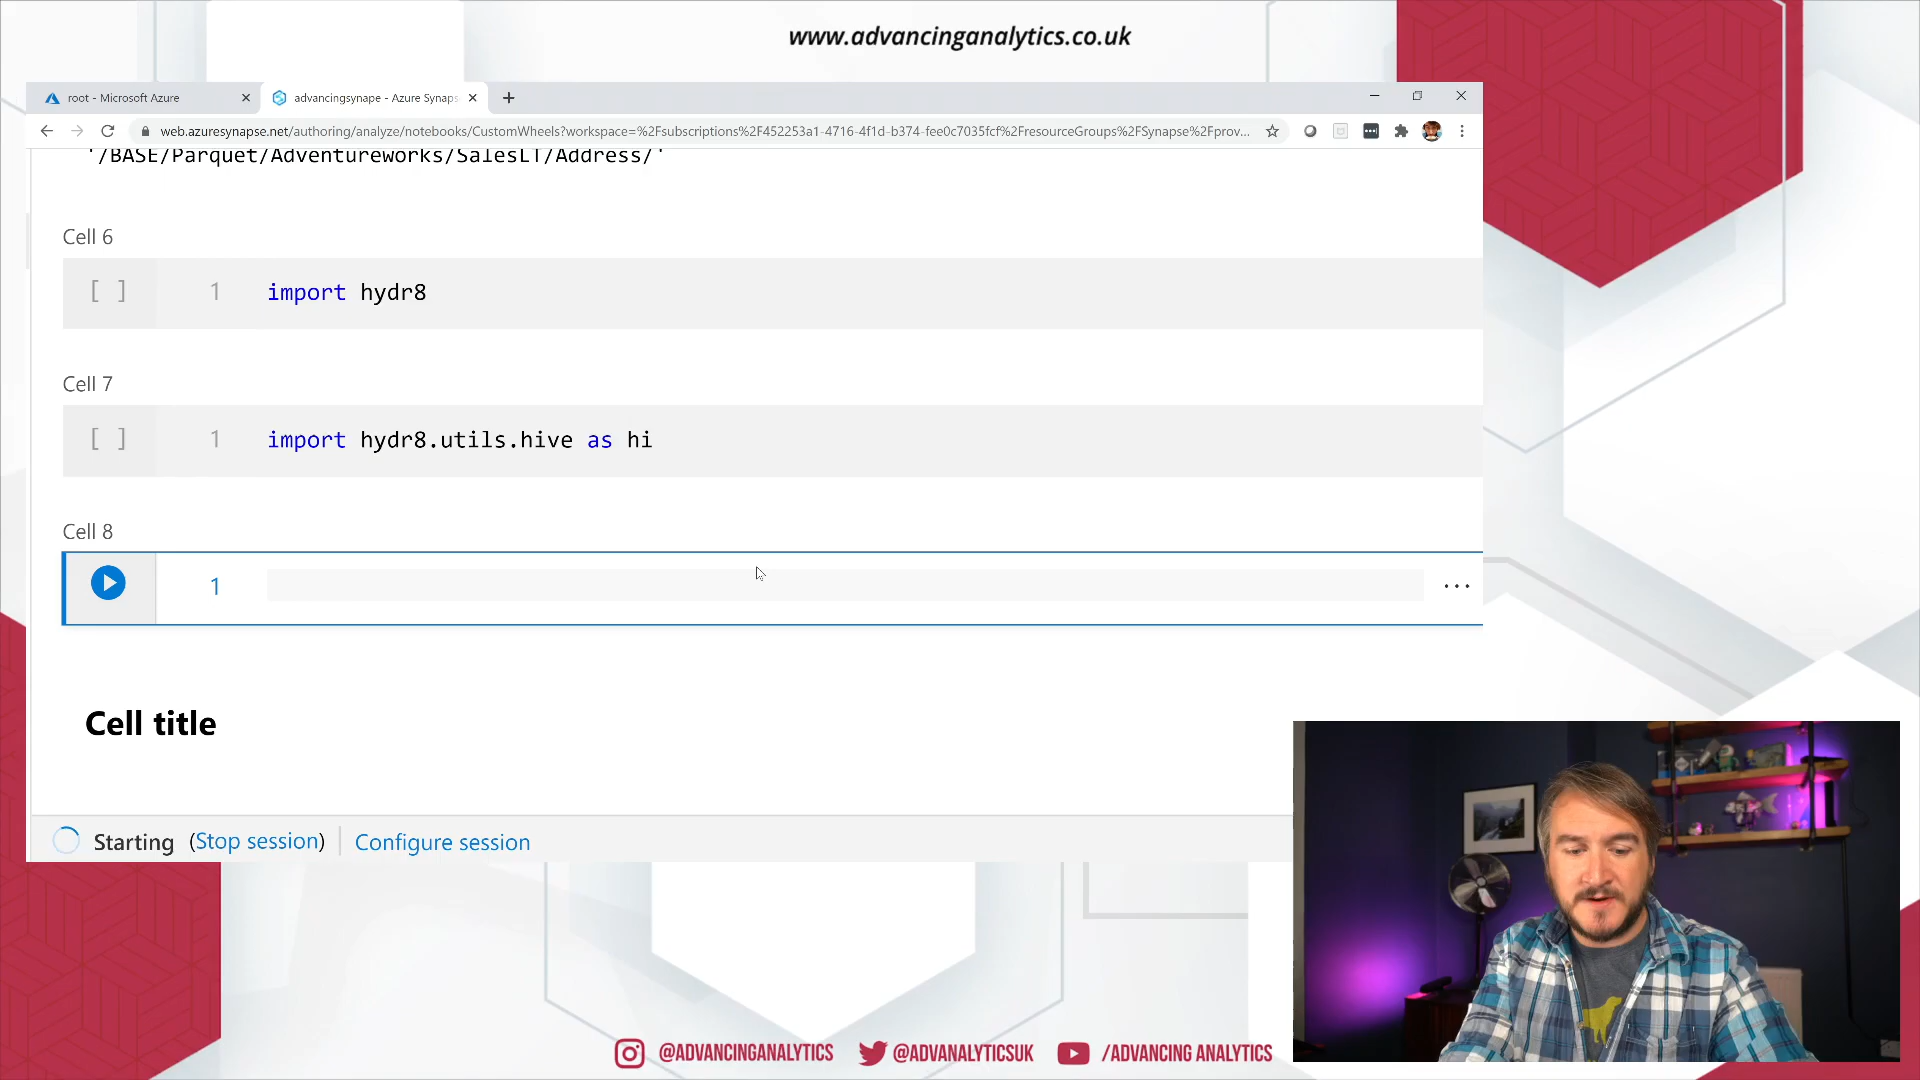 www.advancinganalytics.co.uk
root - Microsoft Azure
advancingsynape - Azure Synaps
web.azuresynapse.net/authoring/analyze/notebooks/CustomWheels?workspace=%2Fsubscriptions%2F452253a1-4716-4f1d-b374-fee0c7035fcf%2FresourceGroups%2FSynapse%2Fprov...
'/BASE/Parquet/Adventureworks/SalesLT/Address/'
Cell 6
[ ] 1 import hydr8
Cell 7
[ ] 1 import hydr8.utils.hive as hi
Cell 8
1
Cell title
Starting (Stop session) Configure session
@ADVANCINGANALYTICS @ADVANALYTICSUK /ADVANCING ANALYTICS